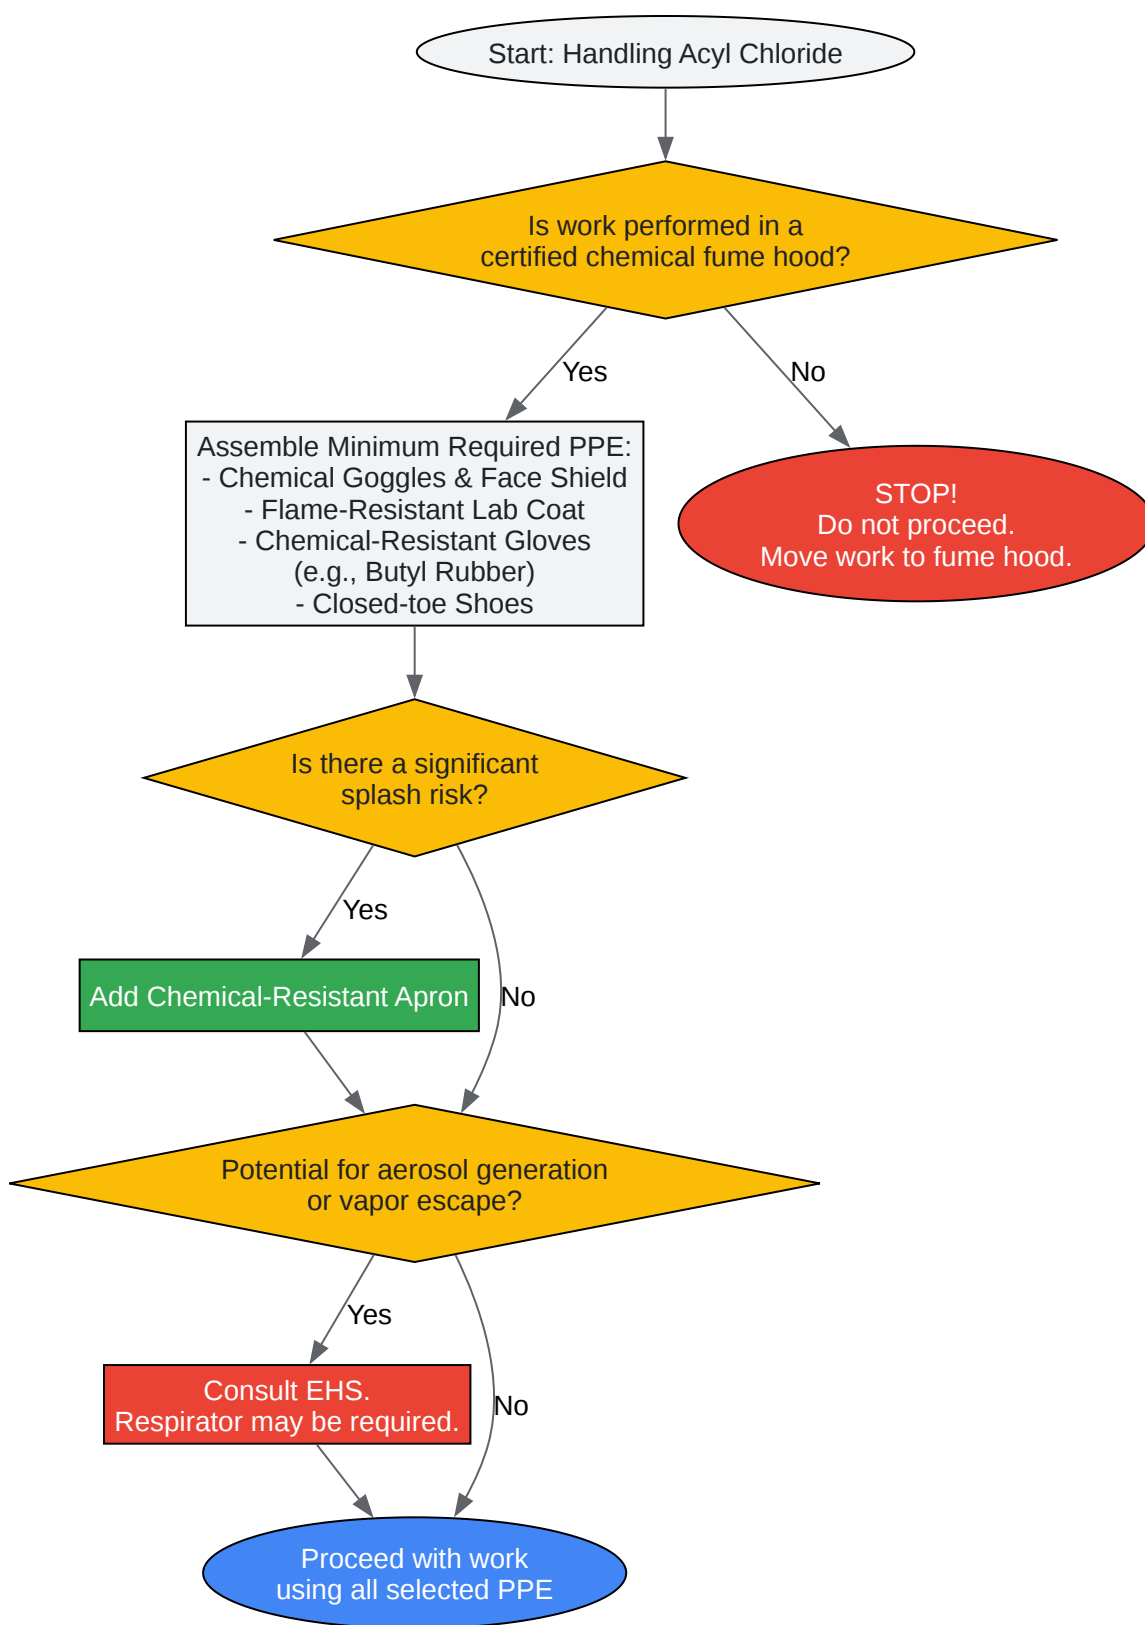 Start: Handling Acyl Chloride
Is work performed in a
certified chemical fume hood?
Yes
No
Assemble Minimum Required PPE:
- Chemical Goggles & Face Shield
- Flame-Resistant Lab Coat
- Chemical-Resistant Gloves
(e.g., Butyl Rubber)
- Closed-toe Shoes
STOP!
Do not proceed.
Move work to fume hood.
Is there a significant
splash risk?
Yes
Add Chemical-Resistant Apron
No
Potential for aerosol generation
or vapor escape?
Yes
Consult EHS.
Respirator may be required.
No
Proceed with work
using all selected PPE